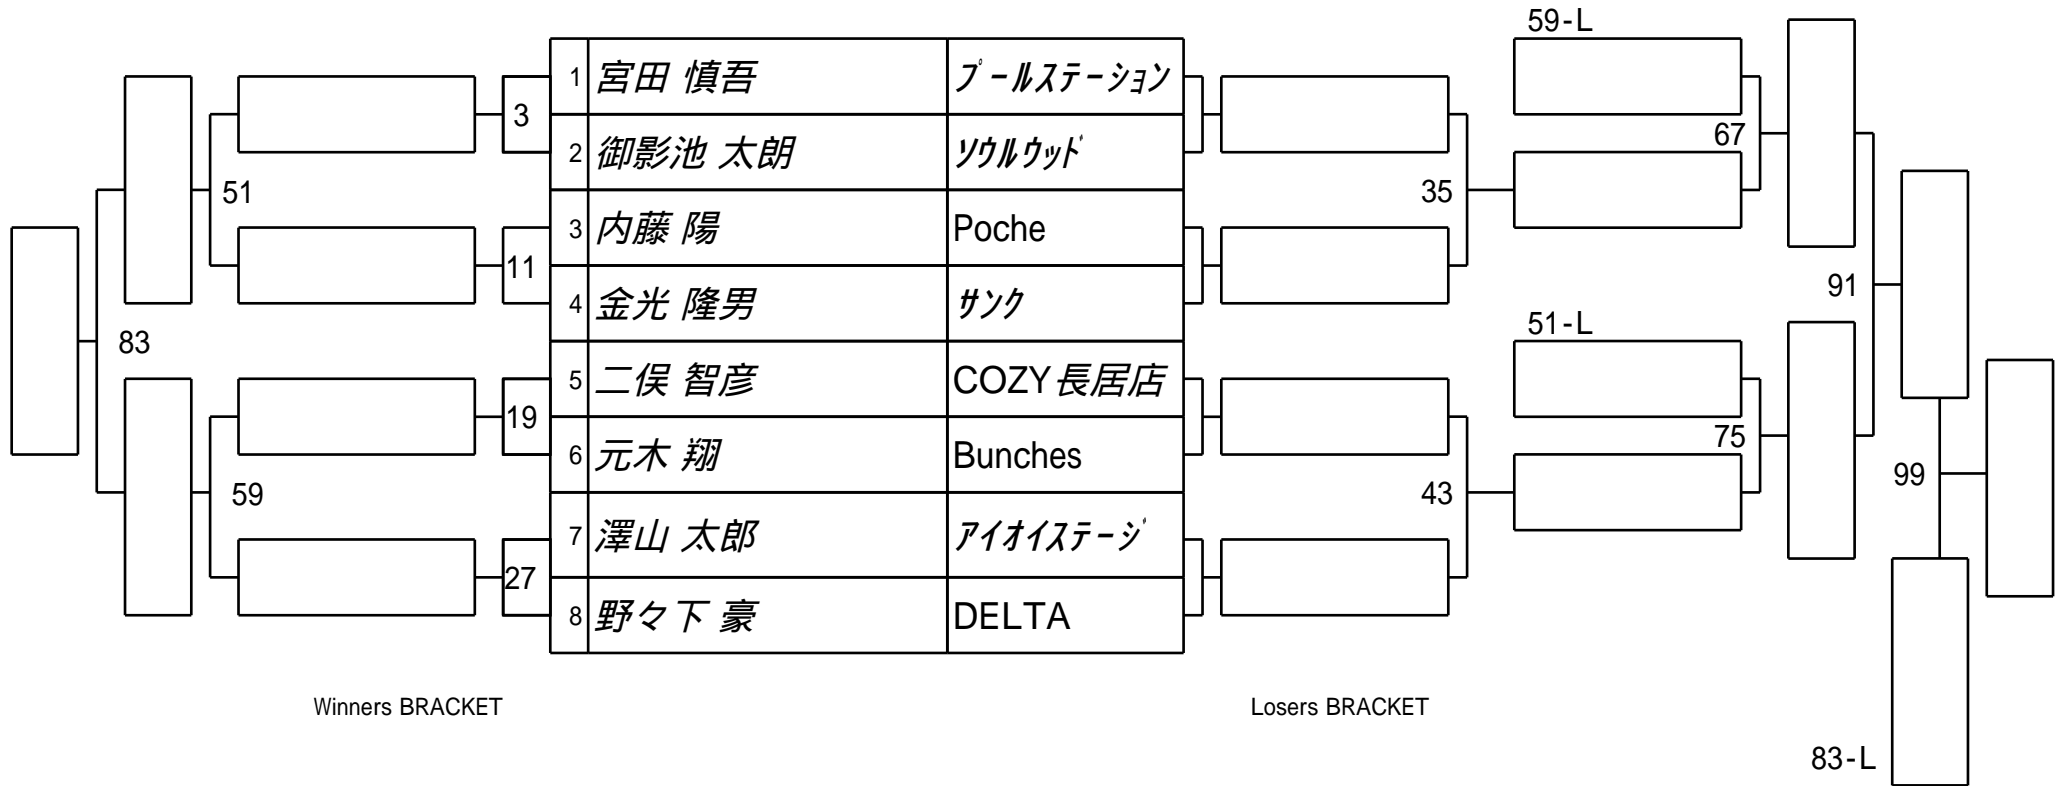 59-L
1 宮田 慎吾 プールステーション
3
2 御影池 太朗 ソウルウッド
67
51
35
3 内藤 陽 Poche
11
4 金光 隆男 サンク
91
83
51-L
5 二俣 智彦 COZY長居店
19
75
6 元木 翔 Bunches
99
59
43
7 澤山 太郎 アイオイステージ
27
8 野々下 豪 DELTA
Winners BRACKET
Losers BRACKET
83-L